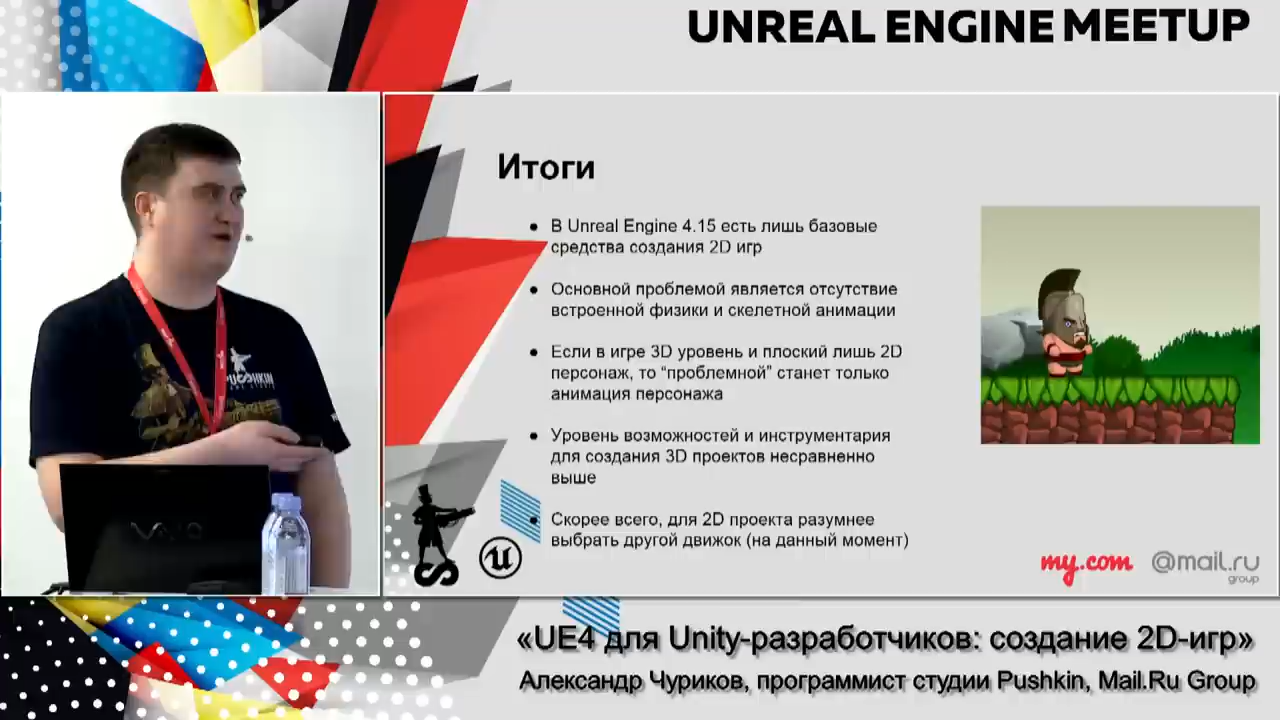 UNREAL ENGINE MEETUP
Итоги
● В Unreal Engine 4.15 есть лишь базовые
средства создания 2D игр
● Основной проблемой является отсутствие
встроенной физики и скелетной анимации
● Если в игре 3D уровень и плоский лишь 2D
персонаж, то “проблемной” станет только
анимация персонажа
● Уровень возможностей и инструментария
для создания 3D проектов несравненно
выше
● Скорее всего, для 2D проекта разумнее
выбрать другой движок (на данный момент)
PUSHKIN
VAIO
my.com @mail.ru
group
«UE4 для Unity-разработчиков: создание 2D-игр»
Александр Чуриков, программист студии Pushkin, Mail.Ru Group